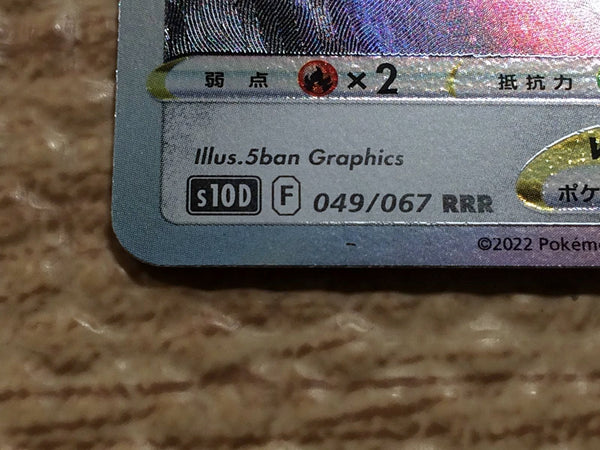 弱点 ×2 抵抗力
Illus.5ban Graphics
s10D F 049/067 RRR
ポケ
©2022 Pokém